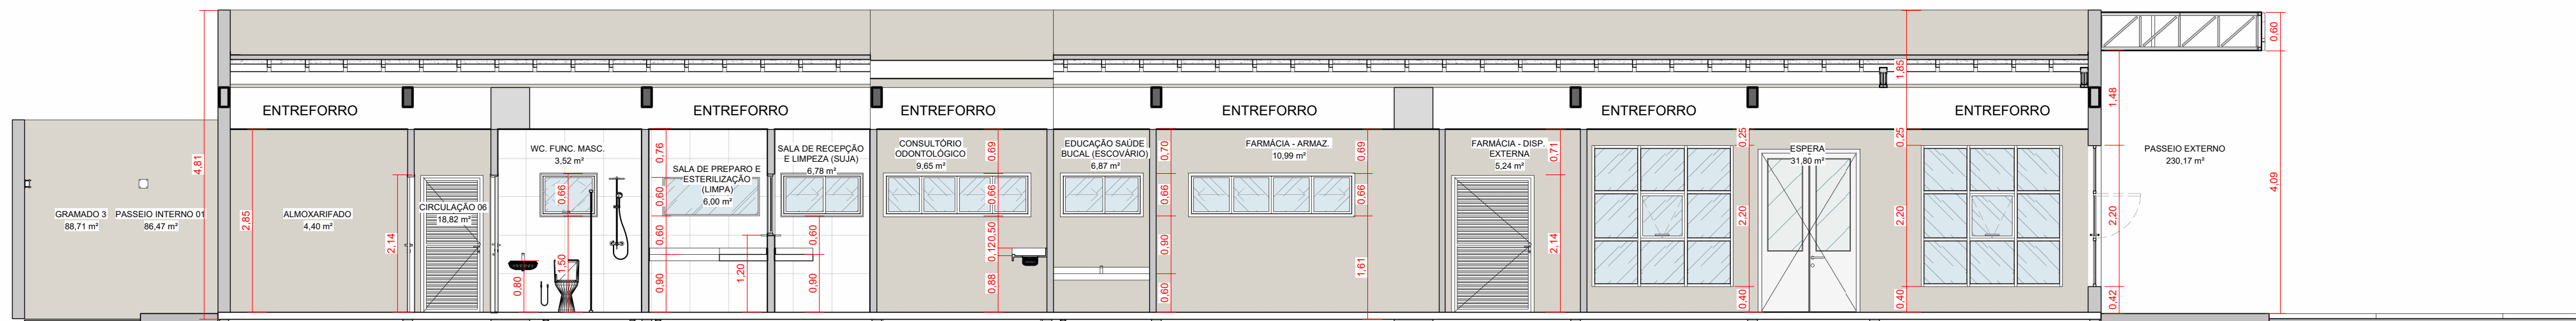 ENTREFORRO
ENTREFORRO
ENTREFORRO
ENTREFORRO
ENTREFORRO
ENTREFORRO
GRAMADO 3
88,71 m²
PASSEIO INTERNO 01
86,47 m²
4,81
2,85
ALMOXARIFADO
4,40 m²
2,14
CIRCULAÇÃO 06
18,82 m²
WC. FUNC. MASC.
3,52 m²
0,80
0,66
1,50
0,76
0,60
0,60
0,90
SALA DE PREPARO E
ESTERILIZAÇÃO
(LIMPA)
6,00 m²
1,20
SALA DE RECEPÇÃO
E LIMPEZA (SUJA)
6,78 m²
0,60
0,90
CONSULTÓRIO
ODONTOLÓGICO
9,65 m²
0,69
0,66
0,50
0,12
0,88
EDUCAÇÃO SAÚDE
BUCAL (ESCOVÁRIO)
6,87 m²
0,70
0,66
0,90
0,60
FARMÁCIA - ARMAZ.
10,99 m²
0,69
0,66
1,61
FARMÁCIA - DISP.
EXTERNA
5,24 m²
0,71
2,14
0,25
2,20
0,40
ESPERA
31,80 m²
1,85
0,25
2,20
0,40
1,48
2,20
0,42
PASSEIO EXTERNO
230,17 m²
0,60
4,09